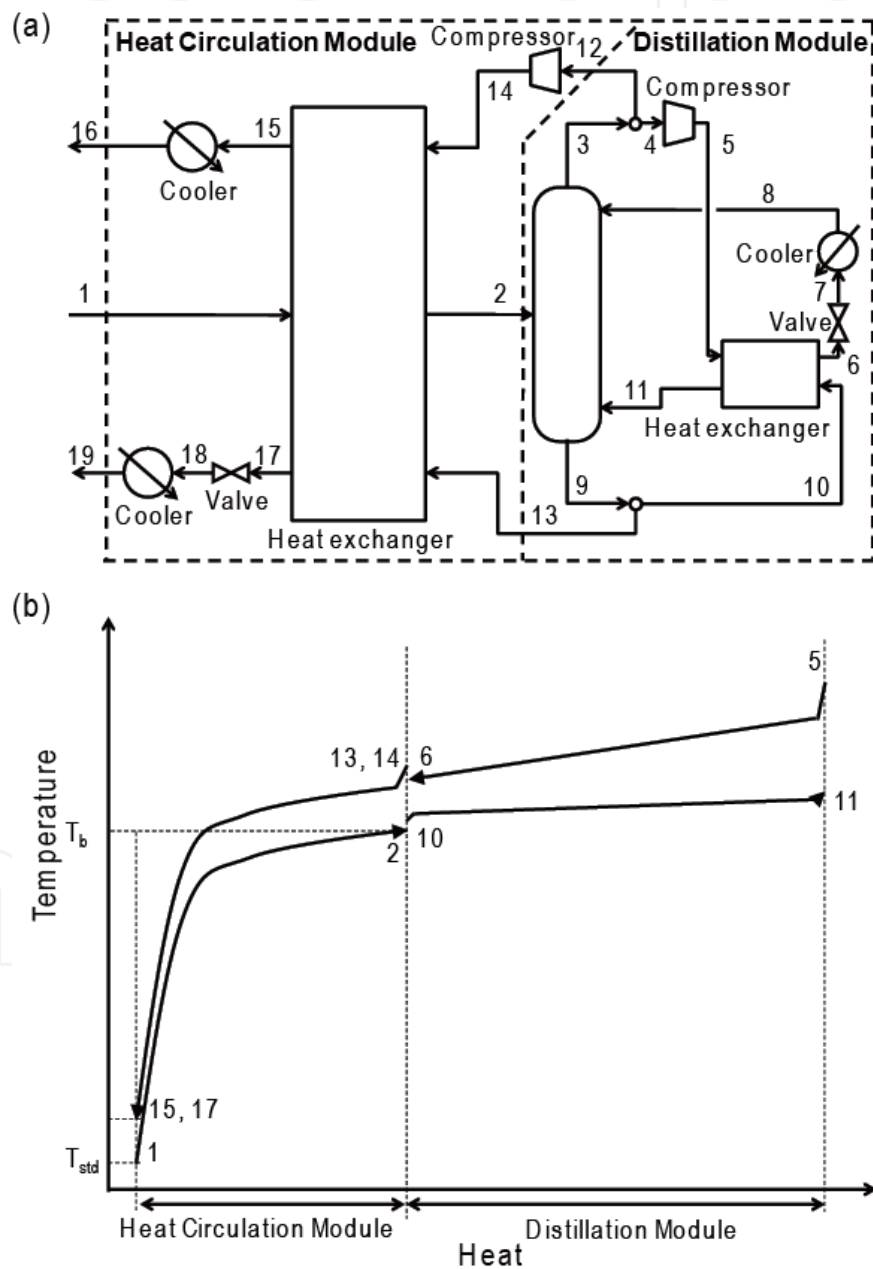 (a)
Heat Circulation Module
Compressor
12
Distillation Module
14
Compressor
16
15
3
4
5
Cooler
8
Cooler
1
2
7
Valve
6
11
Heat exchanger
19
18
17
9
10
Valve
Cooler
13
Heat exchanger
(b)
5
13, 14
6
11
T_b
2
10
Temperature
15, 17
1
T_std
Heat Circulation Module
Distillation Module
Heat